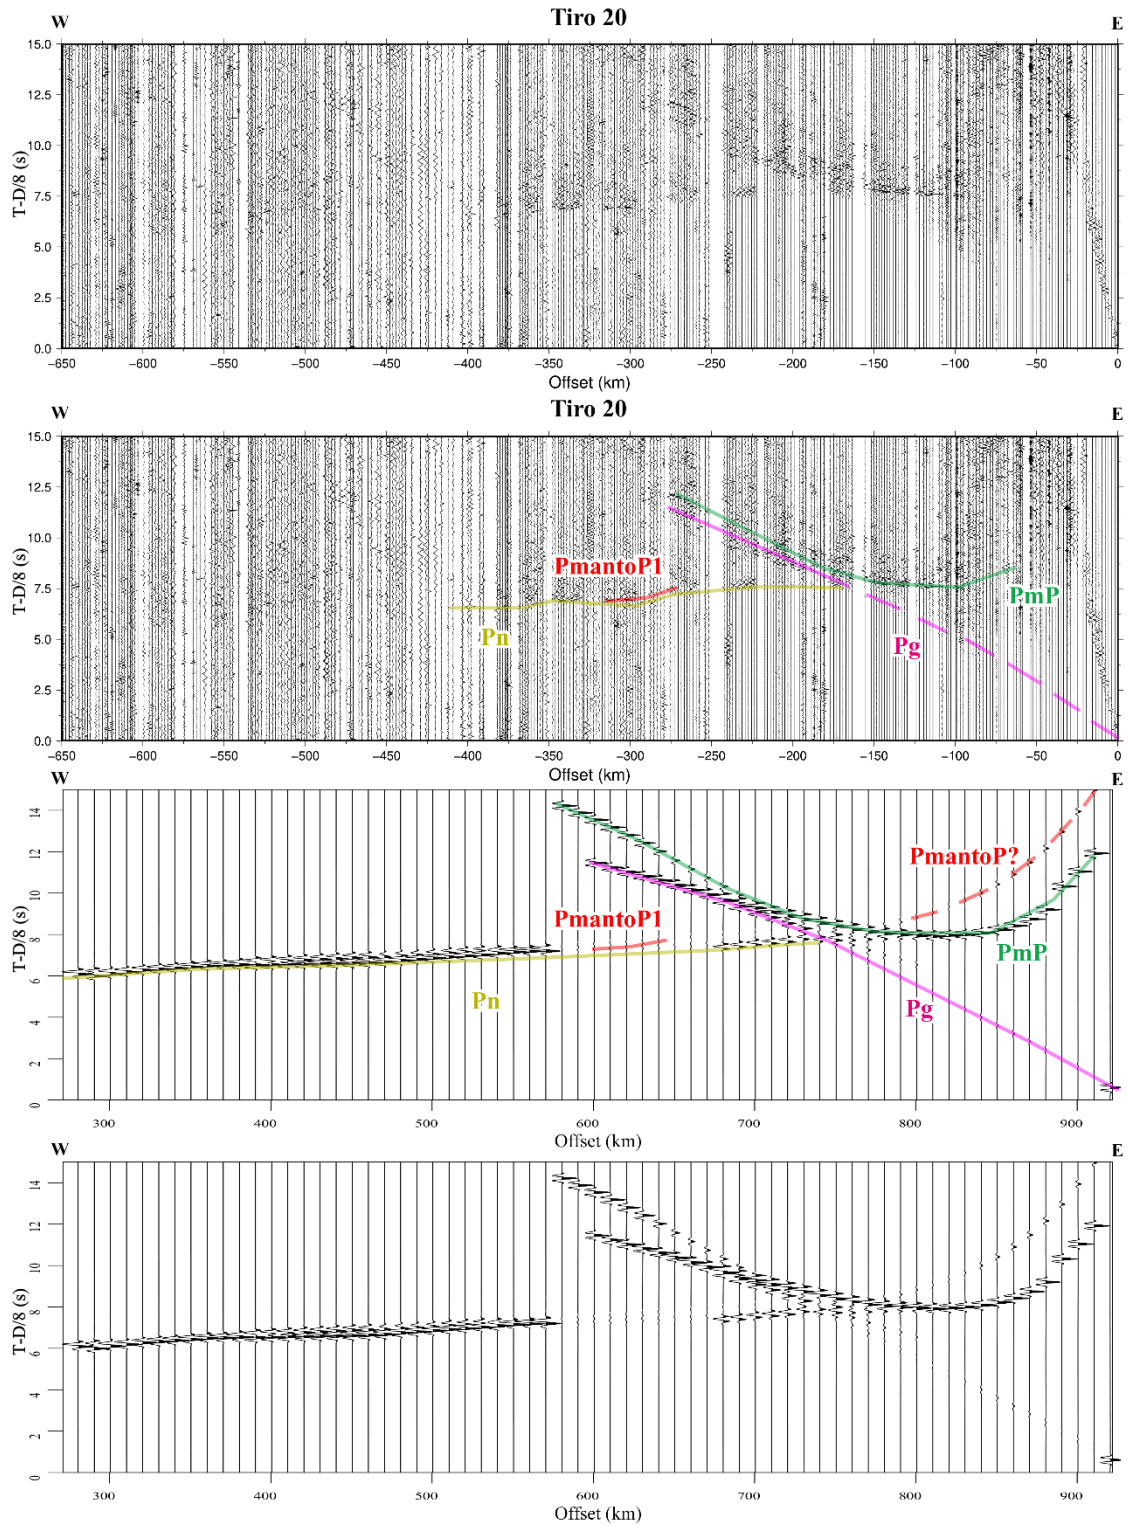 W Tiro 20 E
15.0
12.5
10.0
7.5
5.0
2.5
0.0
T-D/8 (s)
−650 −600 −550 −500 −450 −400 −350 −300 −250 −200 −150 −100 −50 0
Offset (km)
W Tiro 20 E
15.0
12.5
10.0
7.5
5.0
2.5
0.0
T-D/8 (s)
PmantoP1
PmP
Pn
Pg
−650 −600 −550 −500 −450 −400 −350 −300 −250 −200 −150 −100 −50 0
Offset (km)
W E
14
12
10
8
6
4
2
0
T-D/8 (s)
PmantoP?
PmantoP1
PmP
Pn
Pg
300 400 500 600 700 800 900
Offset (km)
W E
14
12
10
8
6
4
2
0
T-D/8 (s)
300 400 500 600 700 800 900
Offset (km)